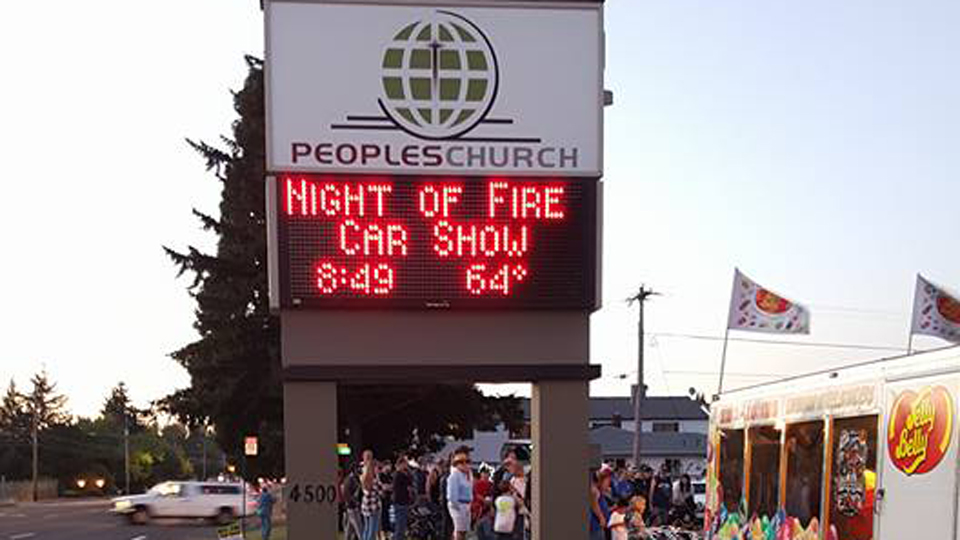 PEOPLESCHURCH
NIGHT OF FIRE
CAR SHOW
8:49 64°
4500
Jelly
Belly